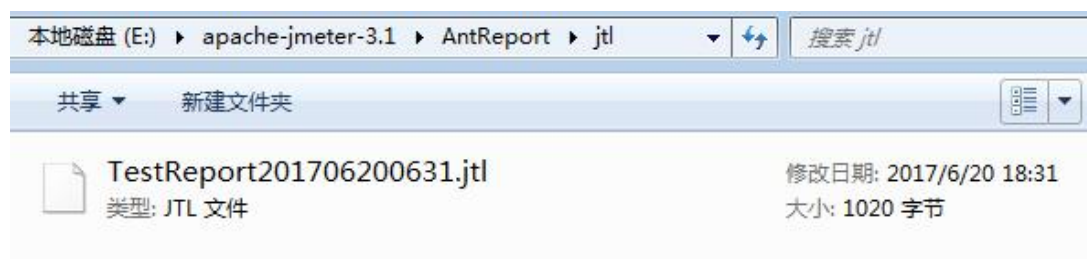 本地磁盘 (E:) ▸ apache-jmeter-3.1 ▸ AntReport ▸ jtl 搜索 jtl
共享 新建文件夹
TestReport201706200631.jtl 修改日期: 2017/6/20 18:31
类型: JTL 文件 大小: 1020 字节